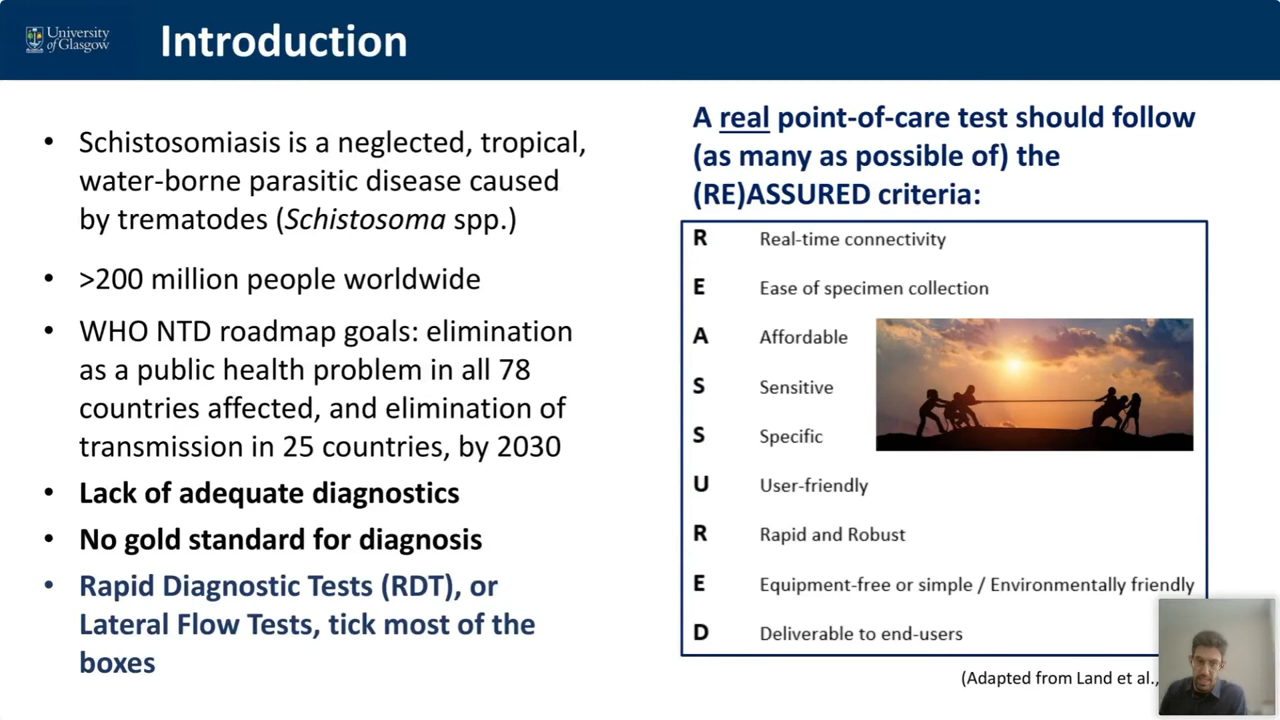 University
of Glasgow
Introduction
• Schistosomiasis is a neglected, tropical,
water-borne parasitic disease caused
by trematodes (Schistosoma spp.)
• >200 million people worldwide
• WHO NTD roadmap goals: elimination
as a public health problem in all 78
countries affected, and elimination of
transmission in 25 countries, by 2030
• Lack of adequate diagnostics
• No gold standard for diagnosis
• Rapid Diagnostic Tests (RDT), or
Lateral Flow Tests, tick most of the
boxes
A real point-of-care test should follow
(as many as possible of) the
(RE)ASSURED criteria:
R Real-time connectivity
E Ease of specimen collection
A Affordable
S Sensitive
S Specific
U User-friendly
R Rapid and Robust
E Equipment-free or simple / Environmentally friendly
D Deliverable to end-users
(Adapted from Land et al.,